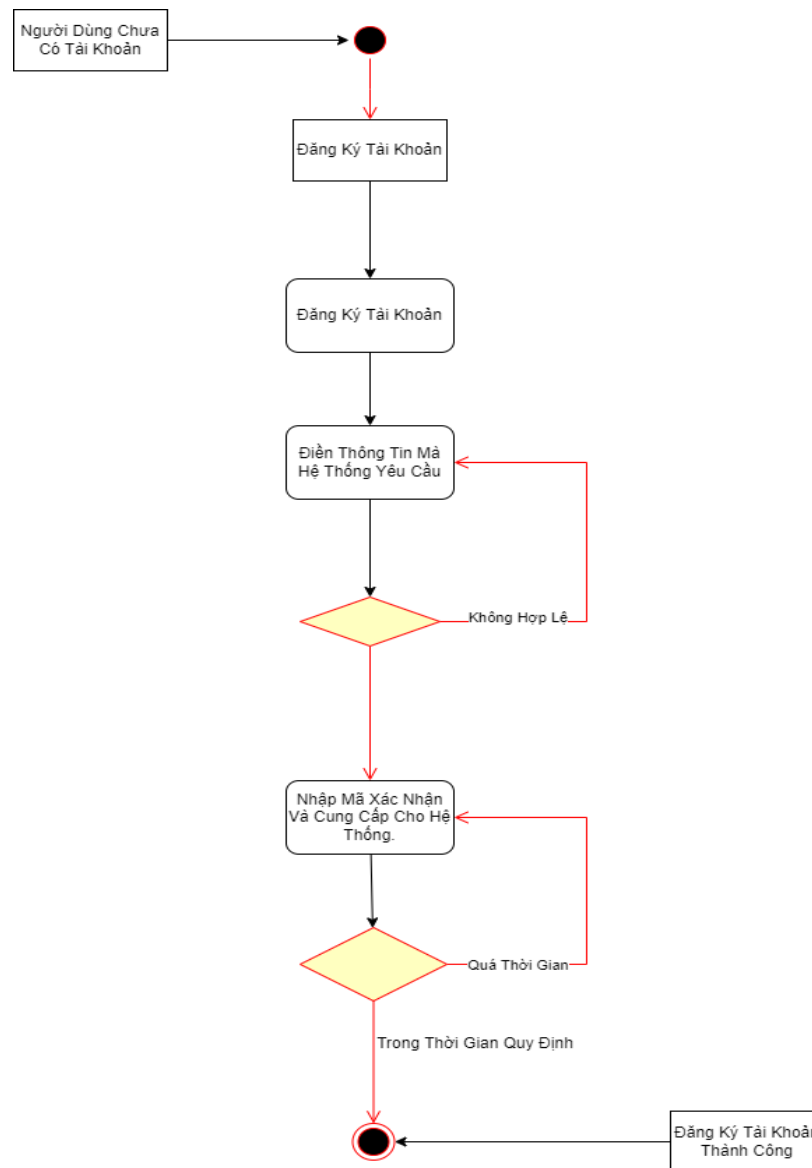 Người Dùng Chưa
Có Tài Khoản
Đăng Ký Tài Khoản
Đăng Ký Tài Khoản
Điền Thông Tin Mà
Hệ Thống Yêu Cầu
Không Hợp Lệ
Nhập Mã Xác Nhận
Và Cung Cấp Cho Hệ
Thống.
Quá Thời Gian
Trong Thời Gian Quy Định
Đăng Ký Tài Khoản
Thành Công